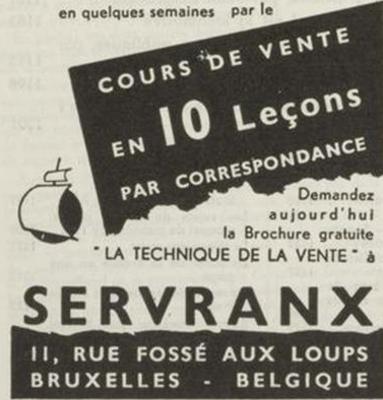 en quelques semaines par le
COURS DE VENTE
EN 10 Leçons
PAR CORRESPONDANCE
Demandez
aujourd'hui
la Brochure gratuite
"LA TECHNIQUE DE LA VENTE" à
SERVRANX
11, RUE FOSSÉ AUX LOUPS
BRUXELLES - BELGIQUE